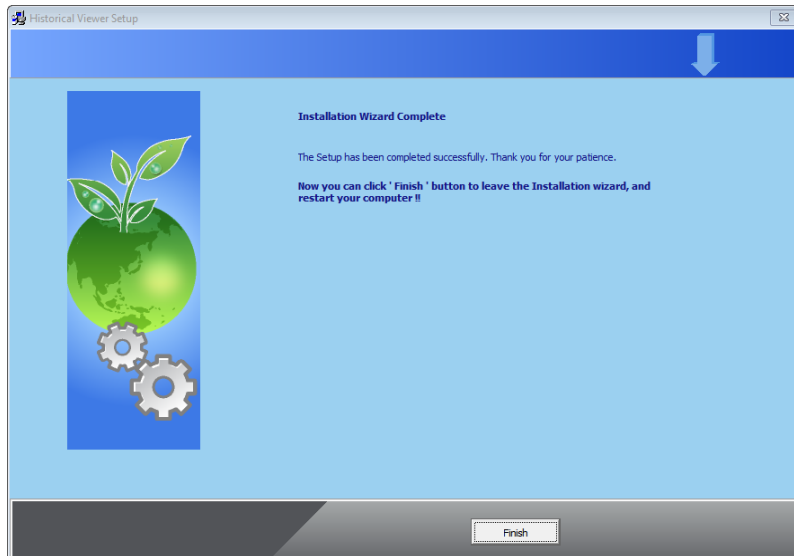 Historical Viewer Setup
Installation Wizard Complete
The Setup has been completed successfully. Thank you for your patience.
Now you can click ' Finish ' button to leave the Installation wizard, and
restart your computer !!
Finish